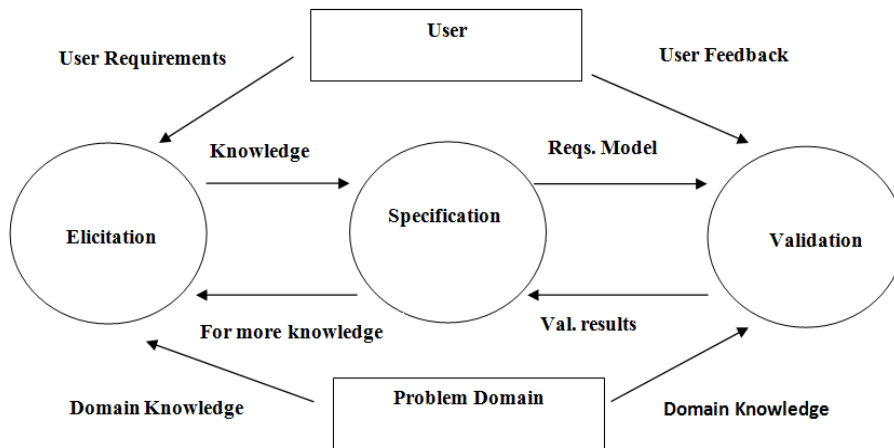 User
User Requirements
User Feedback
Knowledge
Reqs. Model
Elicitation
Specification
Validation
For more knowledge
Val. results
Domain Knowledge
Problem Domain
Domain Knowledge